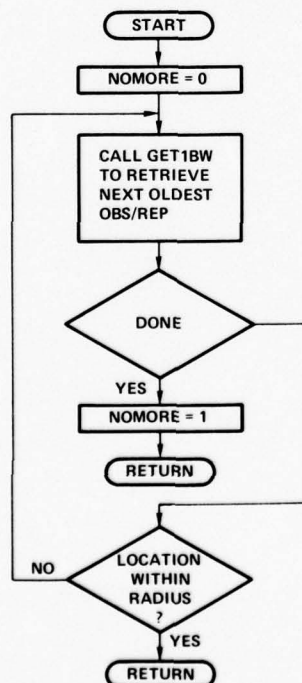 START
NOMORE = 0
CALL GET1BW
TO RETRIEVE
NEXT OLDEST
OBS/REP
DONE
YES
NOMORE = 1
RETURN
NO
LOCATION
WITHIN
RADIUS
?
YES
RETURN